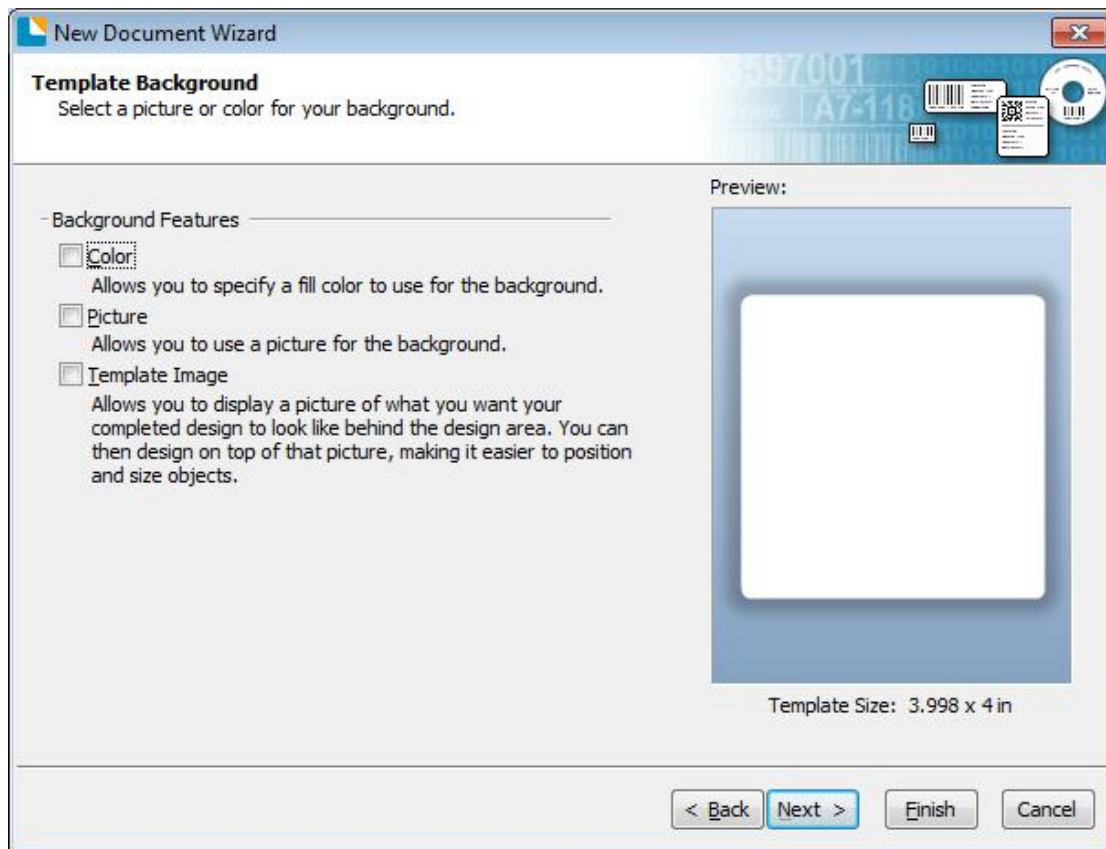 New Document Wizard
Template Background
Select a picture or color for your background.
3597001
A7-118
Preview:
Background Features
Color
Allows you to specify a fill color to use for the background.
Picture
Allows you to use a picture for the background.
Template Image
Allows you to display a picture of what you want your
completed design to look like behind the design area. You can
then design on top of that picture, making it easier to position
and size objects.
Template Size: 3.998 x 4 in
< Back
Next >
Finish
Cancel